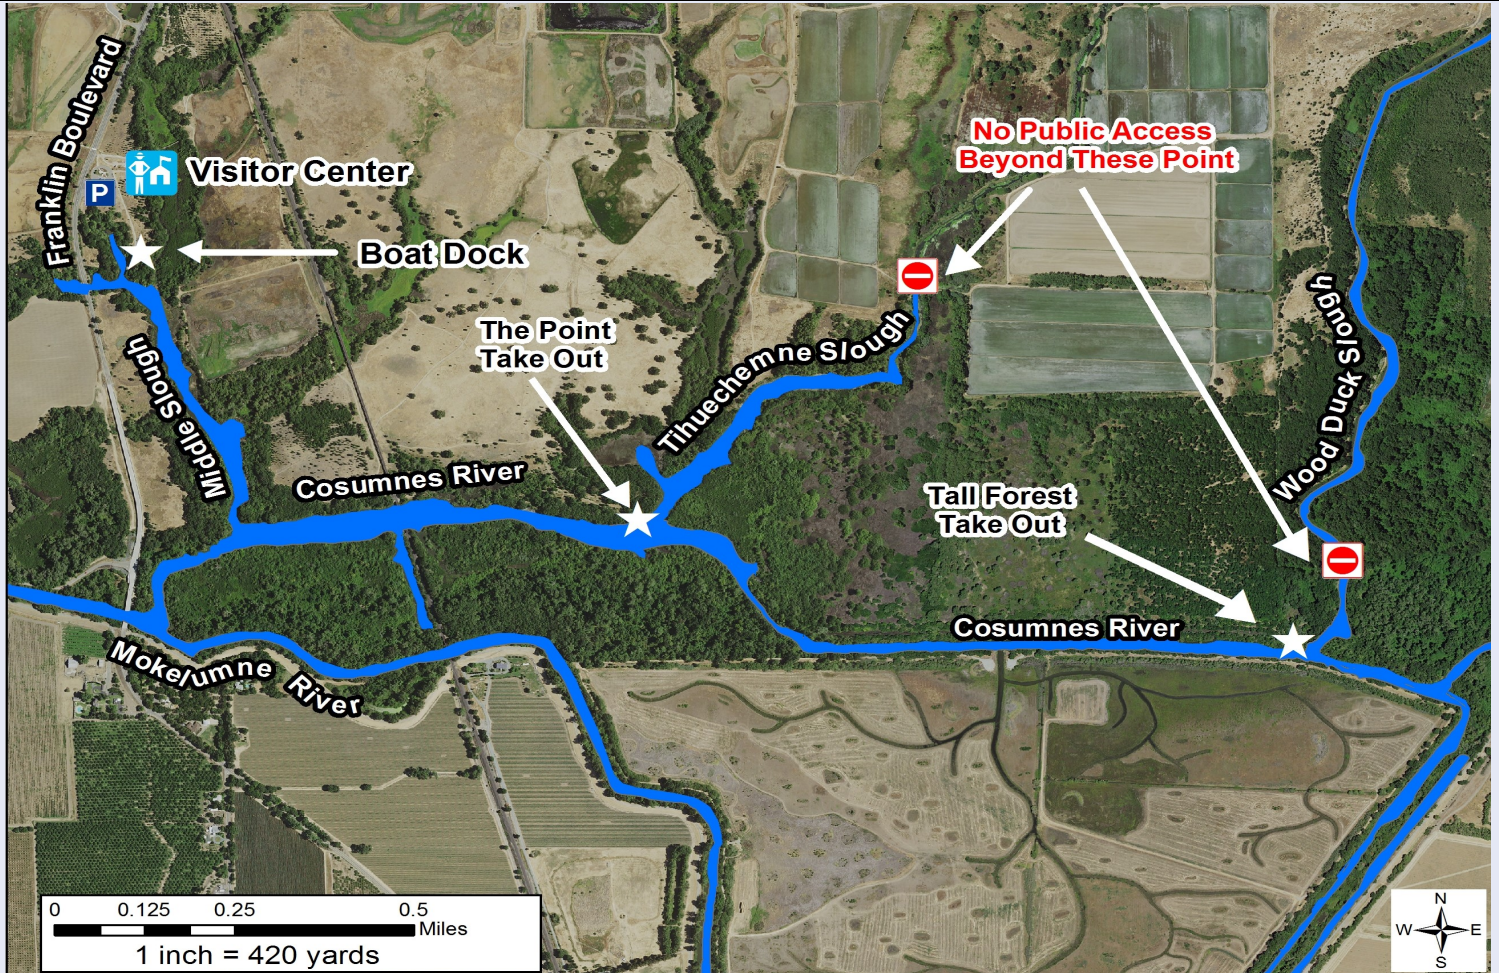 Franklin Boulevard
P
Visitor Center
Boat Dock
No Public Access
Beyond These Point
The Point
Take Out
Tihuechemne Slough
Middle Slough
Cosumnes River
Wood Duck Slough
Tall Forest
Take Out
Cosumnes River
Mokelumne River
0 0.125 0.25 0.5
Miles
1 inch = 420 yards
N
W E
S